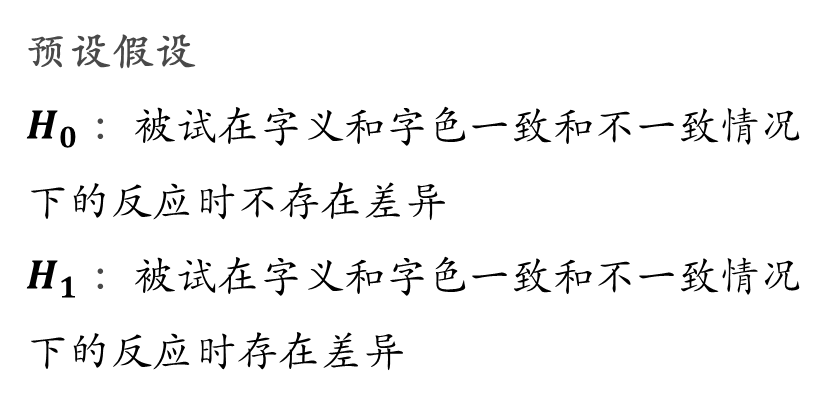 预设假设
H₀：被试在字义和字色一致和不一致情况
下的反应时不存在差异
H₁：被试在字义和字色一致和不一致情况
下的反应时存在差异